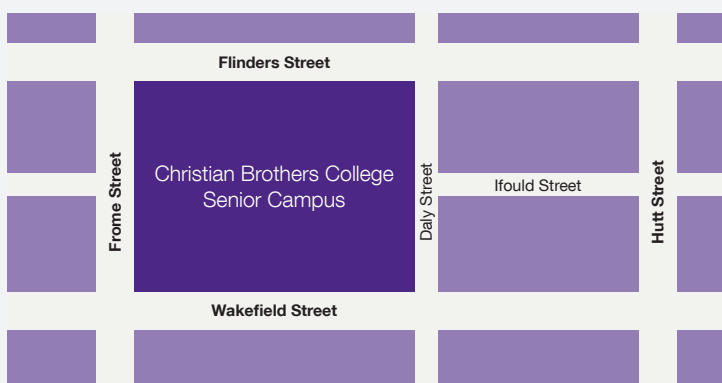 Flinders Street
Frome Street
Christian Brothers College
Senior Campus
Daly Street
Ifould Street
Hutt Street
Wakefield Street